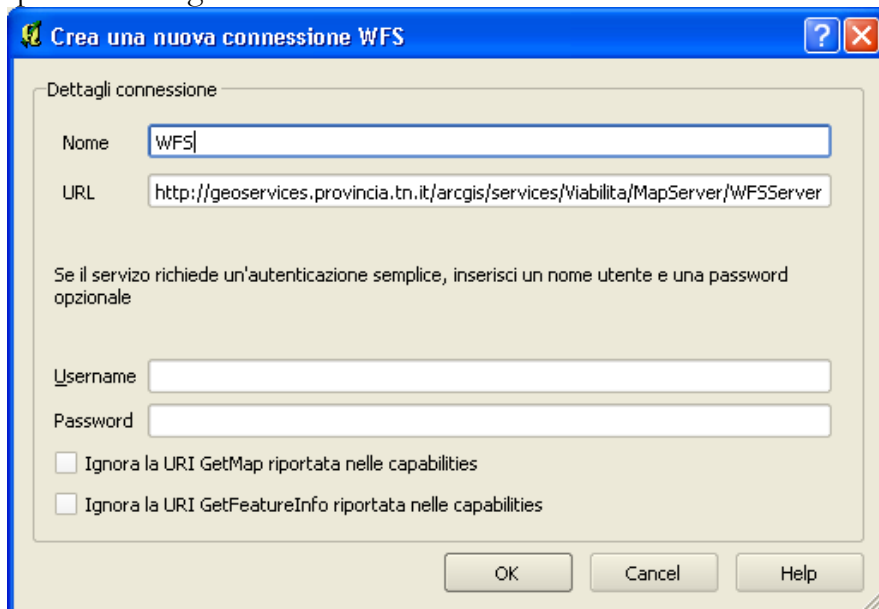 Crea una nuova connessione WFS
Dettagli connessione
Nome WFS
URL http://geoservices.provincia.tn.it/arcgis/services/Viabilita/MapServer/WFSServer
Se il servizo richiede un'autenticazione semplice, inserisci un nome utente e una password
opzionale
Username
Password
Ignora la URI GetMap riportata nelle capabilities
Ignora la URI GetFeatureInfo riportata nelle capabilities
OK Cancel Help